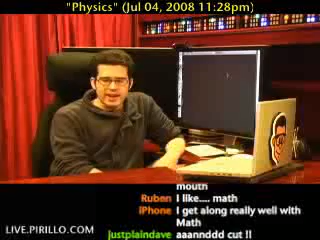 "Physics" (Jul 04, 2008 11:28pm)
mouth
Ruben I like.... math
iPhone I get along really well with
Math
LIVE.PIRILLO.COM justplaindave aaannddd cut !!